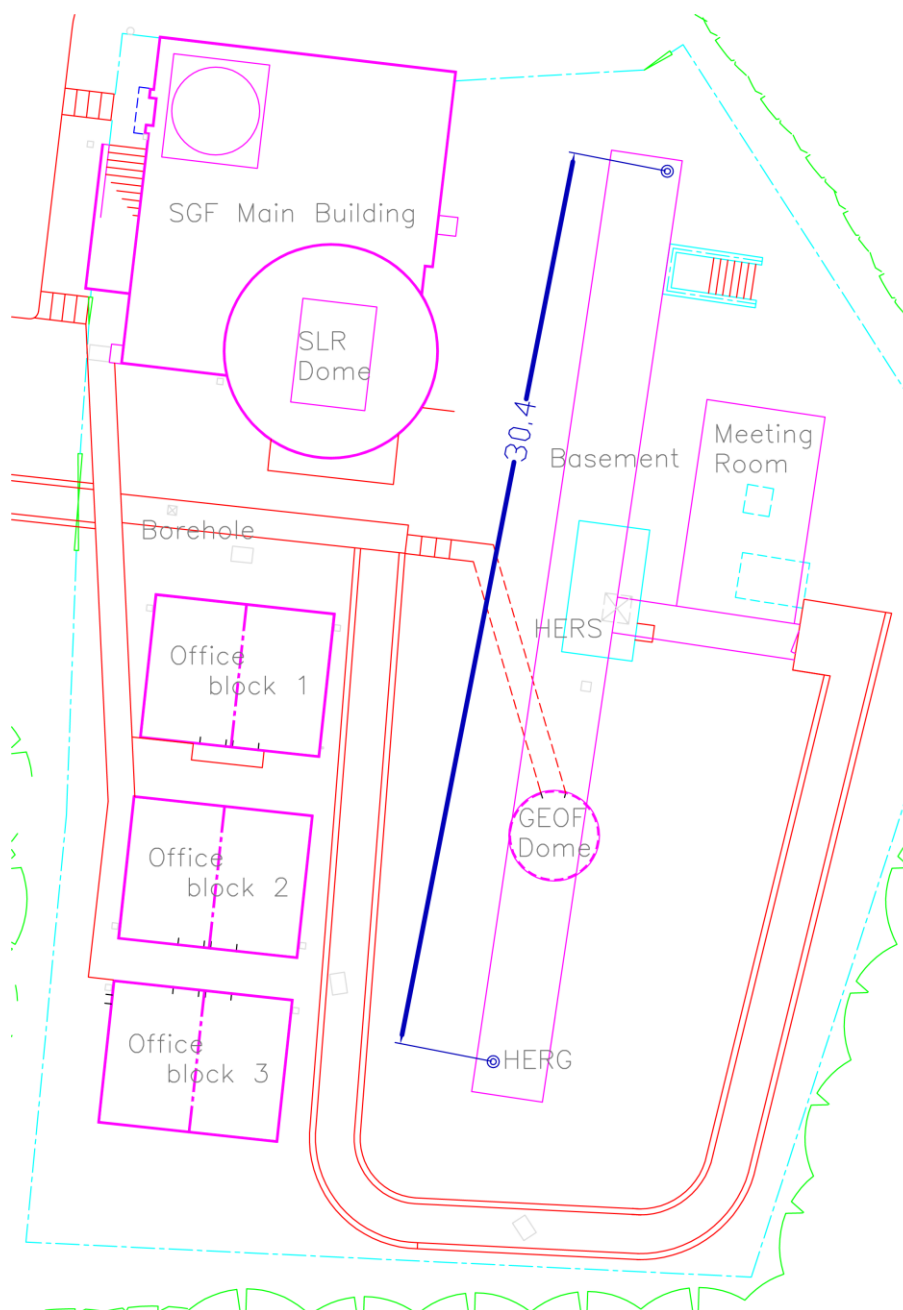 SGF Main Building
SLR
Dome
30.4
Meeting
Room
Basement
Borehole
HERS
Office
block 1
GEOF
Dome
Office
block 2
HERG
Office
block 3